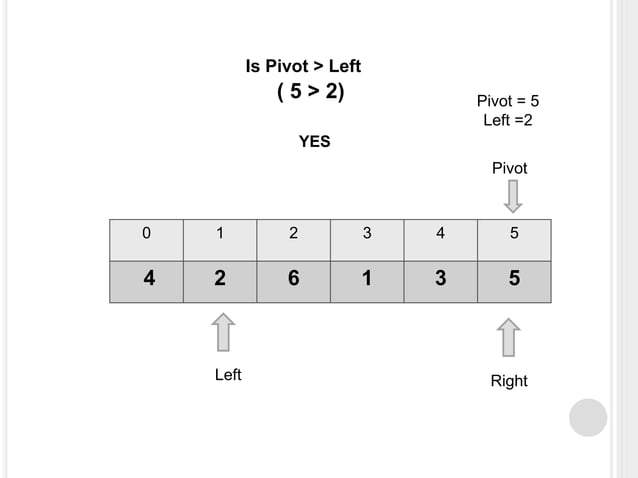 Is Pivot > Left
( 5 > 2)
YES
Pivot = 5
Left =2
Pivot
0 1 2 3 4 5
4 2 6 1 3 5
Left
Right